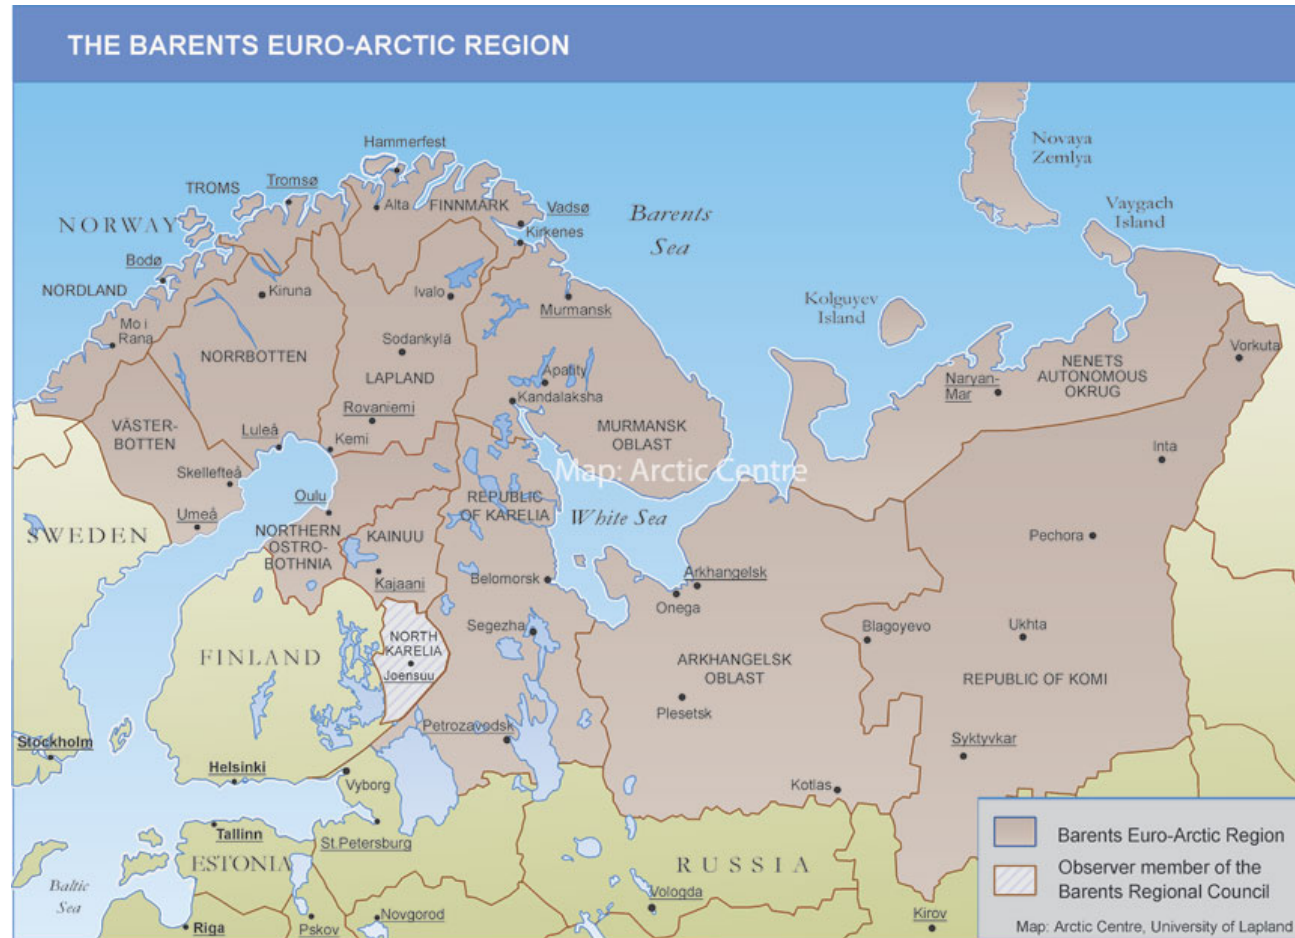 THE BARENTS EURO-ARCTIC REGION
Hammerfest
Novaya
Zemlya
TROMS
Tromsø
Alta
FINNMARK
Vadsø
Kirkenes
Barents
Sea
Vaygach
Island
NORWAY
Bodø
NORDLAND
Kiruna
Ivalo
Murmansk
Kolguyev
Island
Mo i
Rana
NORRBOTTEN
Sodankylä
LAPLAND
Apatity
Kandalaksha
Naryan-
Mar
NENETS
AUTONOMOUS
OKRUG
Vorkuta
VÄSTER-
BOTTEN
Luleå
Rovaniemi
Kemi
MURMANSK
OBLAST
Inta
Map: Arctic Centre
Skellefteå
Umeå
Oulu
REPUBLIC
OF KARELIA
White Sea
SWEDEN
NORTHERN
OSTRO-
BOTHNIA
KAINUU
Kajaani
Belomorsk
Arkhangelsk
Onega
Pechora
Segezha
Blagoyevo
Ukhta
FINLAND
NORTH
KARELIA
Joensuu
ARKHANGELSK
OBLAST
REPUBLIC OF KOMI
Plesetsk
Petrozavodsk
Syktyvkar
Stockholm
Helsinki
Vyborg
Kotlas
Tallinn
St.Petersburg
ESTONIA
RUSSIA
Baltic
Sea
Vologda
Riga
Pskov
Novgorod
Kirov
Barents Euro-Arctic Region
Observer member of the
Barents Regional Council
Map: Arctic Centre, University of Lapland